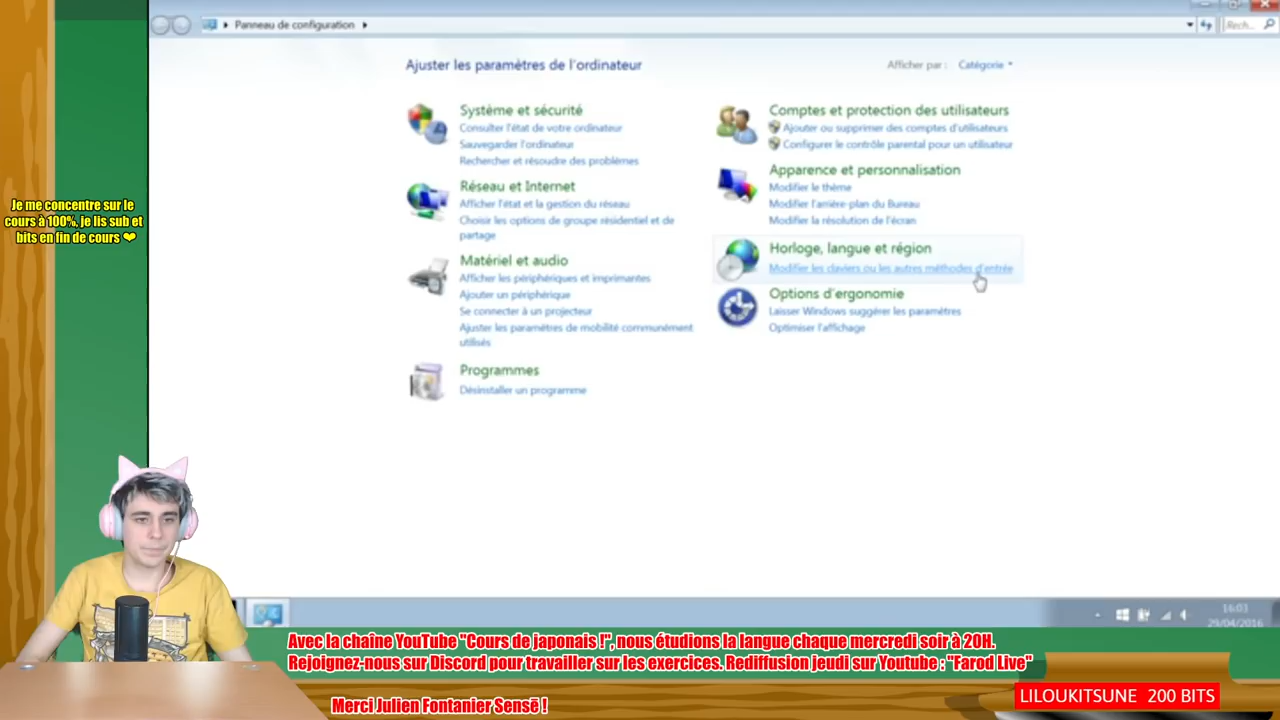 Panneau de configuration
Rech...
Ajuster les paramètres de l'ordinateur
Afficher par : Catégorie
Système et sécurité
Consulter l'état de votre ordinateur
Sauvegarder l'ordinateur
Rechercher et résoudre des problèmes
Réseau et Internet
Afficher l'état et la gestion du réseau
Choisir les options de groupe résidentiel et de
partage
Matériel et audio
Afficher les périphériques et imprimantes
Ajouter un périphérique
Se connecter à un projecteur
Ajuster les paramètres de mobilité communément
utilisés
Programmes
Désinstaller un programme
Comptes et protection des utilisateurs
Ajouter ou supprimer des comptes d'utilisateurs
Configurer le contrôle parental pour un utilisateur
Apparence et personnalisation
Modifier le thème
Modifier l'arrière-plan du Bureau
Modifier la résolution de l'écran
Horloge, langue et région
Modifier les claviers ou les autres méthodes d'entrée
Options d'ergonomie
Laisser Windows suggérer les paramètres
Optimiser l'affichage
Je me concentre sur le
cours à 100%, je lis sub et
bits en fin de cours ❤
16:03
29/04/2016
Avec la chaîne YouTube "Cours de japonais !", nous étudions la langue chaque mercredi soir à 20H.
Rejoignez-nous sur Discord pour travailler sur les exercices. Rediffusion jeudi sur Youtube : "Farod Live"
Merci Julien Fontanier Sensē !
LILOUKITSUNE 200 BITS